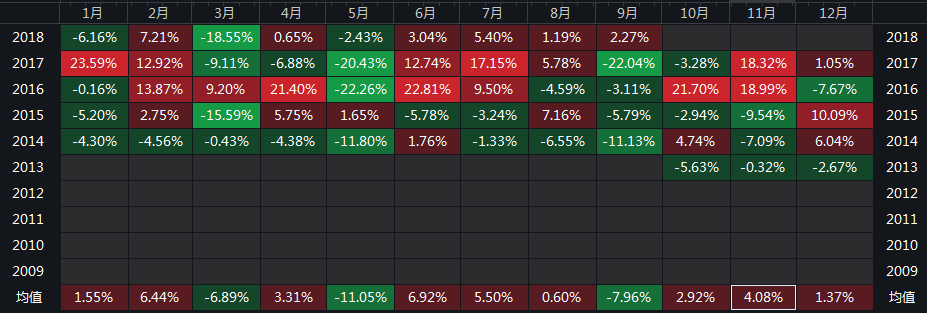 1月 2月 3月 4月 5月 6月 7月 8月 9月 10月 11月 12月
2018 -6.16% 7.21% -18.55% 0.65% -2.43% 3.04% 5.40% 1.19% 2.27% 2018
2017 23.59% 12.92% -9.11% -6.88% -20.43% 12.74% 17.15% 5.78% -22.04% -3.28% 18.32% 1.05% 2017
2016 -0.16% 13.87% 9.20% 21.40% -22.26% 22.81% 9.50% -4.59% -3.11% 21.70% 18.99% -7.67% 2016
2015 -5.20% 2.75% -15.59% 5.75% 1.65% -5.78% -3.24% 7.16% -5.79% -2.94% -9.54% 10.09% 2015
2014 -4.30% -4.56% -0.43% -4.38% -11.80% 1.76% -1.33% -6.55% -11.13% 4.74% -7.09% 6.04% 2014
2013 -5.63% -0.32% -2.67% 2013
2012 2012
2011 2011
2010 2010
2009 2009
均值 1.55% 6.44% -6.89% 3.31% -11.05% 6.92% 5.50% 0.60% -7.96% 2.92% 4.08% 1.37% 均值